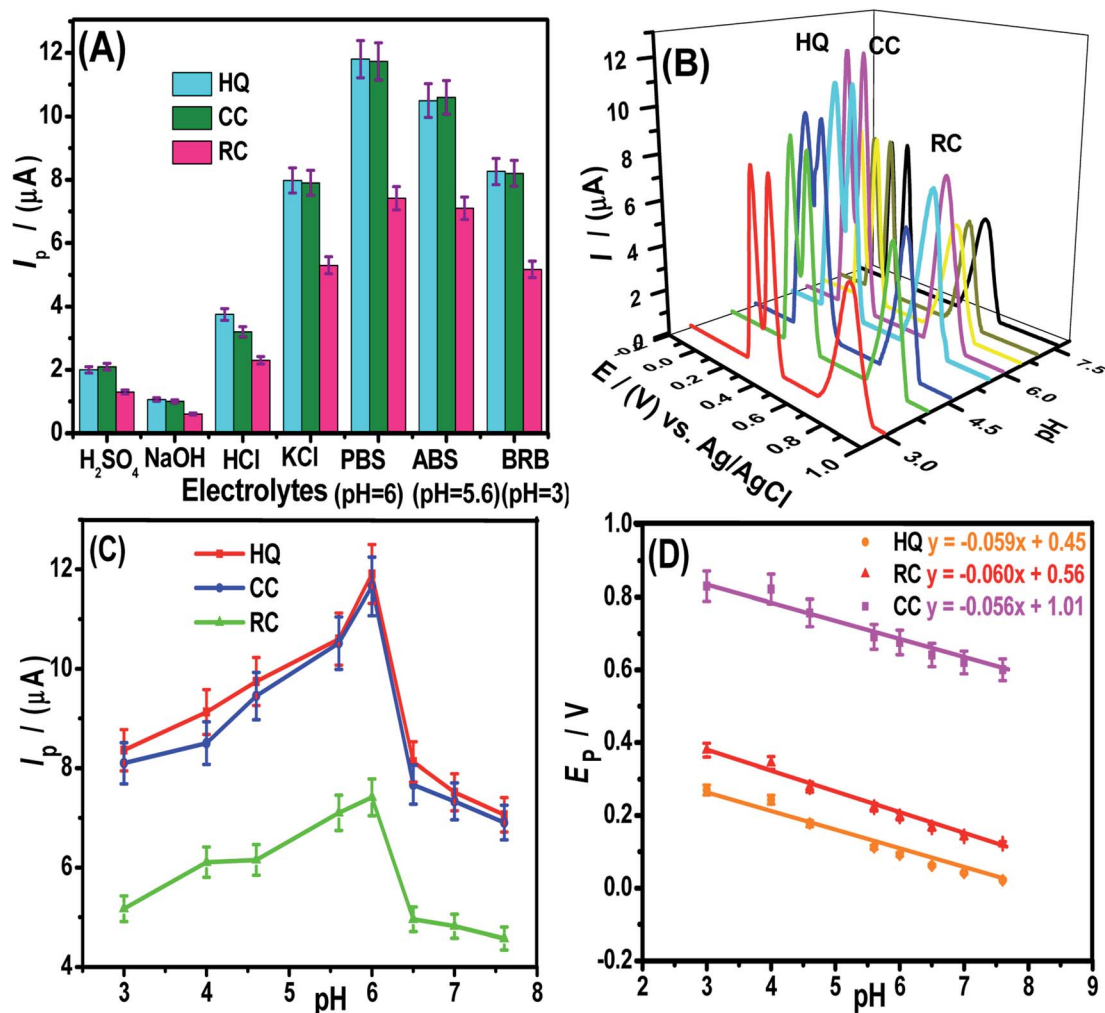 (A)
HQ
CC
RC
I_p / (μA)
12
10
8
6
4
2
0
H₂SO₄ NaOH HCl KCl PBS ABS BRB
Electrolytes (pH=6) (pH=5.6) (pH=3)
(B)
HQ CC
RC
I / (μA)
12
10
8
6
4
2
0
-0.2
0.0
0.2
0.4
0.6
0.8
1.0
E / (V) vs. Ag/AgCl
3.0
4.5
6.0
7.5
pH
(C)
HQ
CC
RC
I_p / (μA)
12
10
8
6
4
3 4 5 6 7 8
pH
(D)
HQ y = -0.059x + 0.45
RC y = -0.060x + 0.56
CC y = -0.056x + 1.01
E_P / V
1.0
0.8
0.6
0.4
0.2
0.0
-0.2
2 3 4 5 6 7 8 9
pH